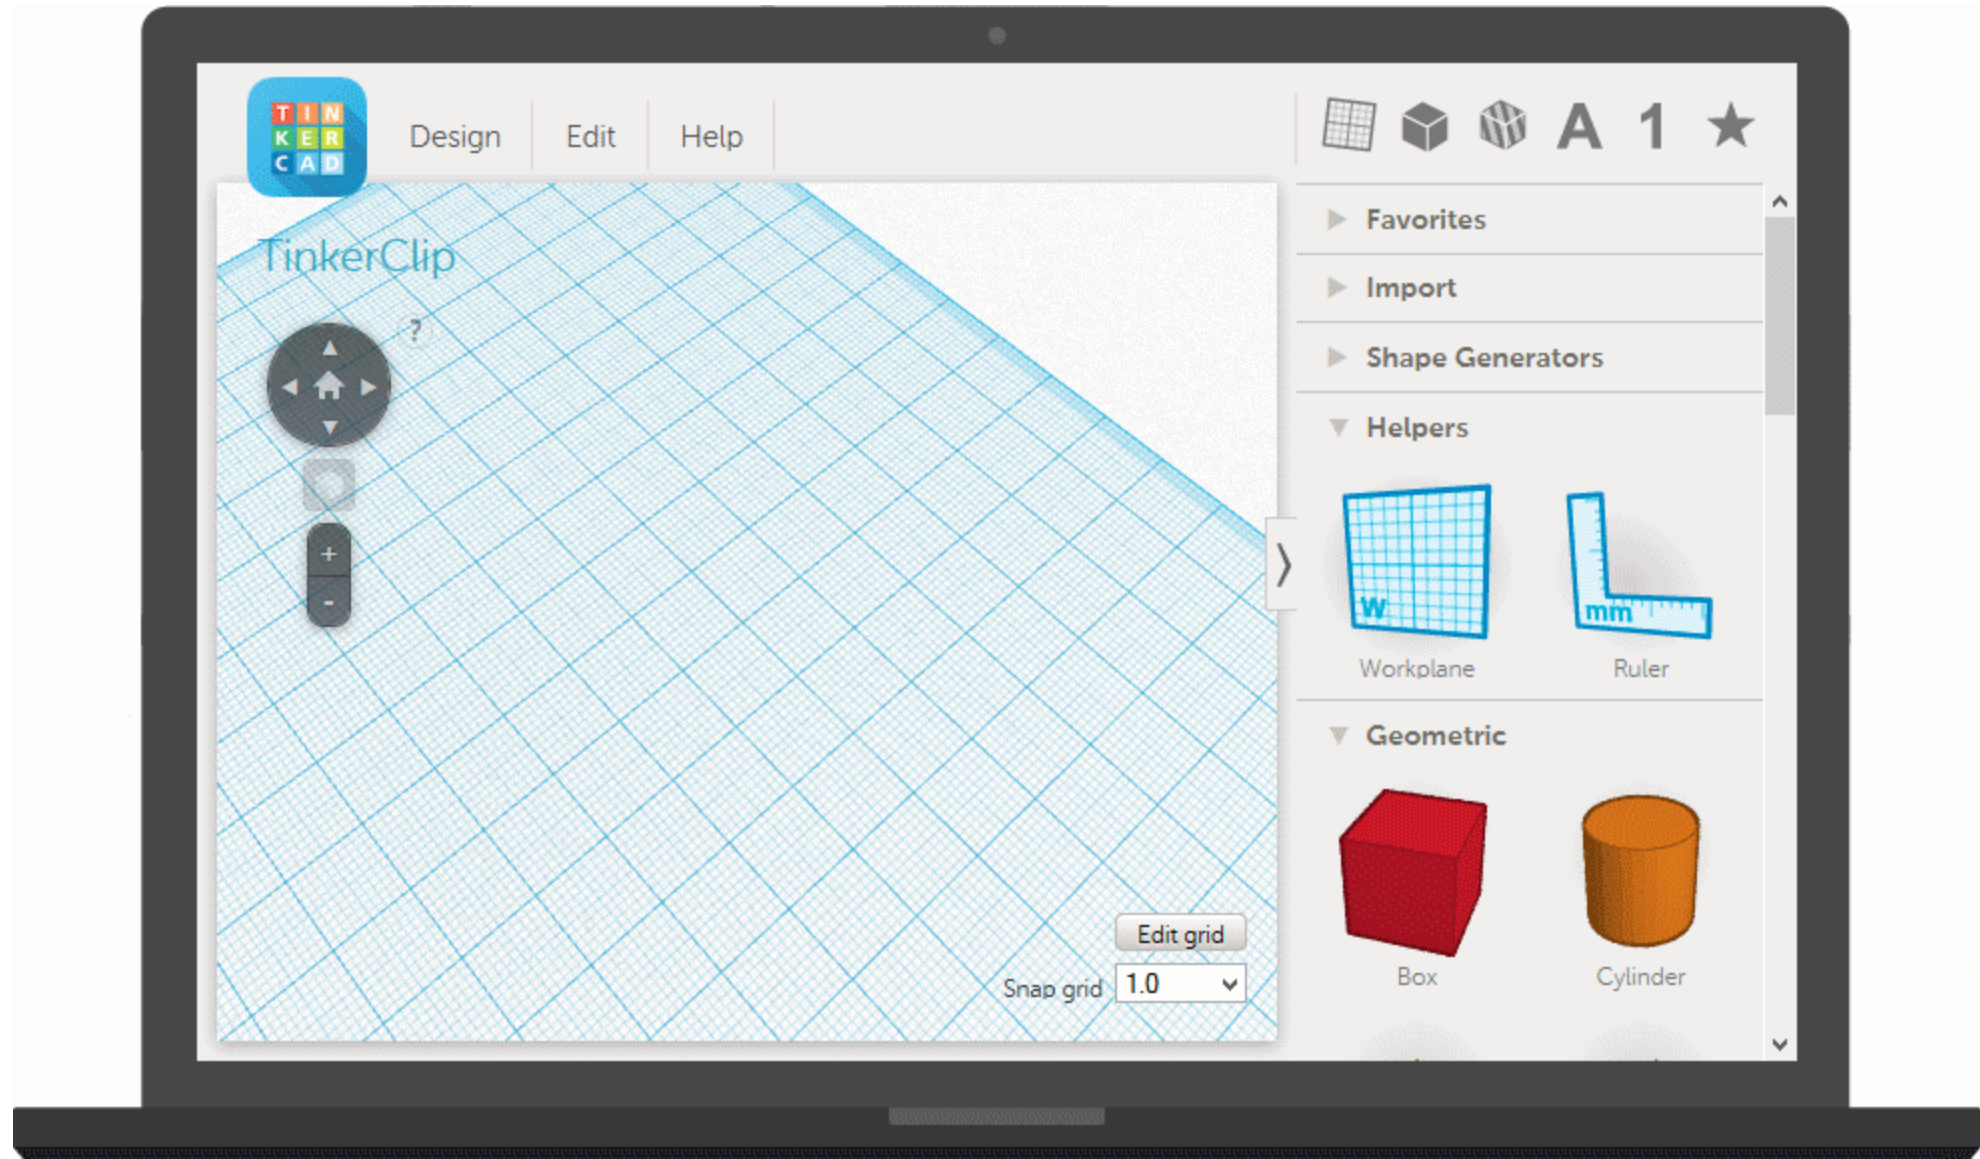 TIN
KER
CAD
Design
Edit
Help
A
1
TinkerClip
?
+
-
Edit grid
Snap grid 1.0
Favorites
Import
Shape Generators
Helpers
W
mm
Workplane
Ruler
Geometric
Box
Cylinder